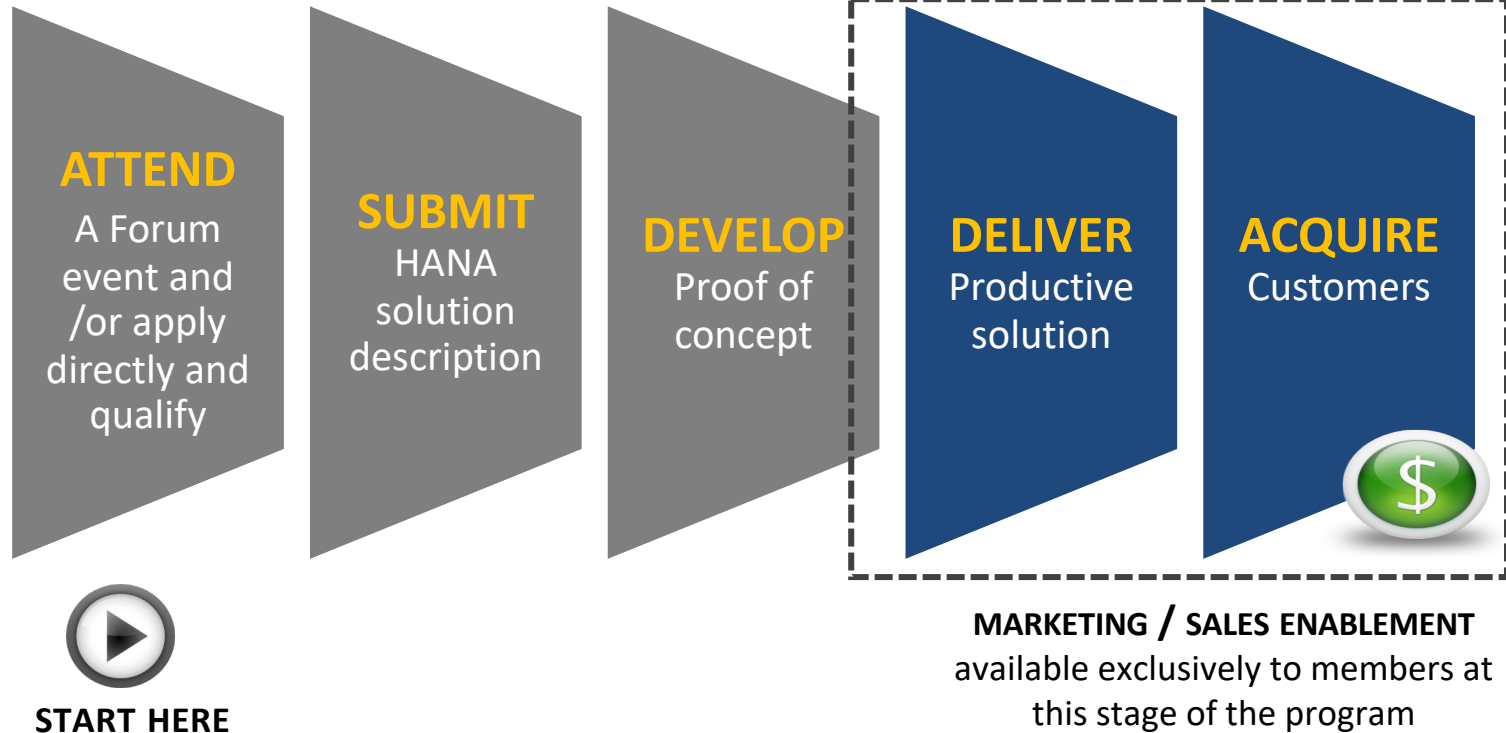 ATTEND
A Forum
event and
/or apply
directly and
qualify
SUBMIT
HANA
solution
description
DEVELOP
Proof of
concept
DELIVER
Productive
solution
ACQUIRE
Customers
$
START HERE
MARKETING / SALES ENABLEMENT
available exclusively to members at
this stage of the program